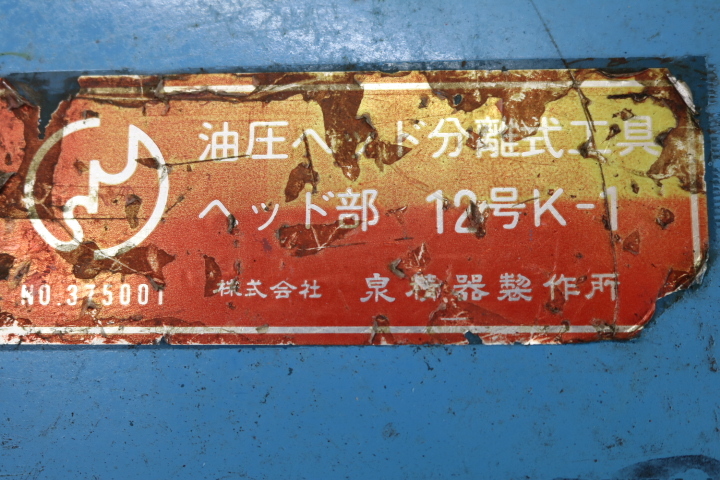 油圧ヘッド分離式工具
ヘッド部 12号K-1
NO.375001 株式会社 泉精器製作所